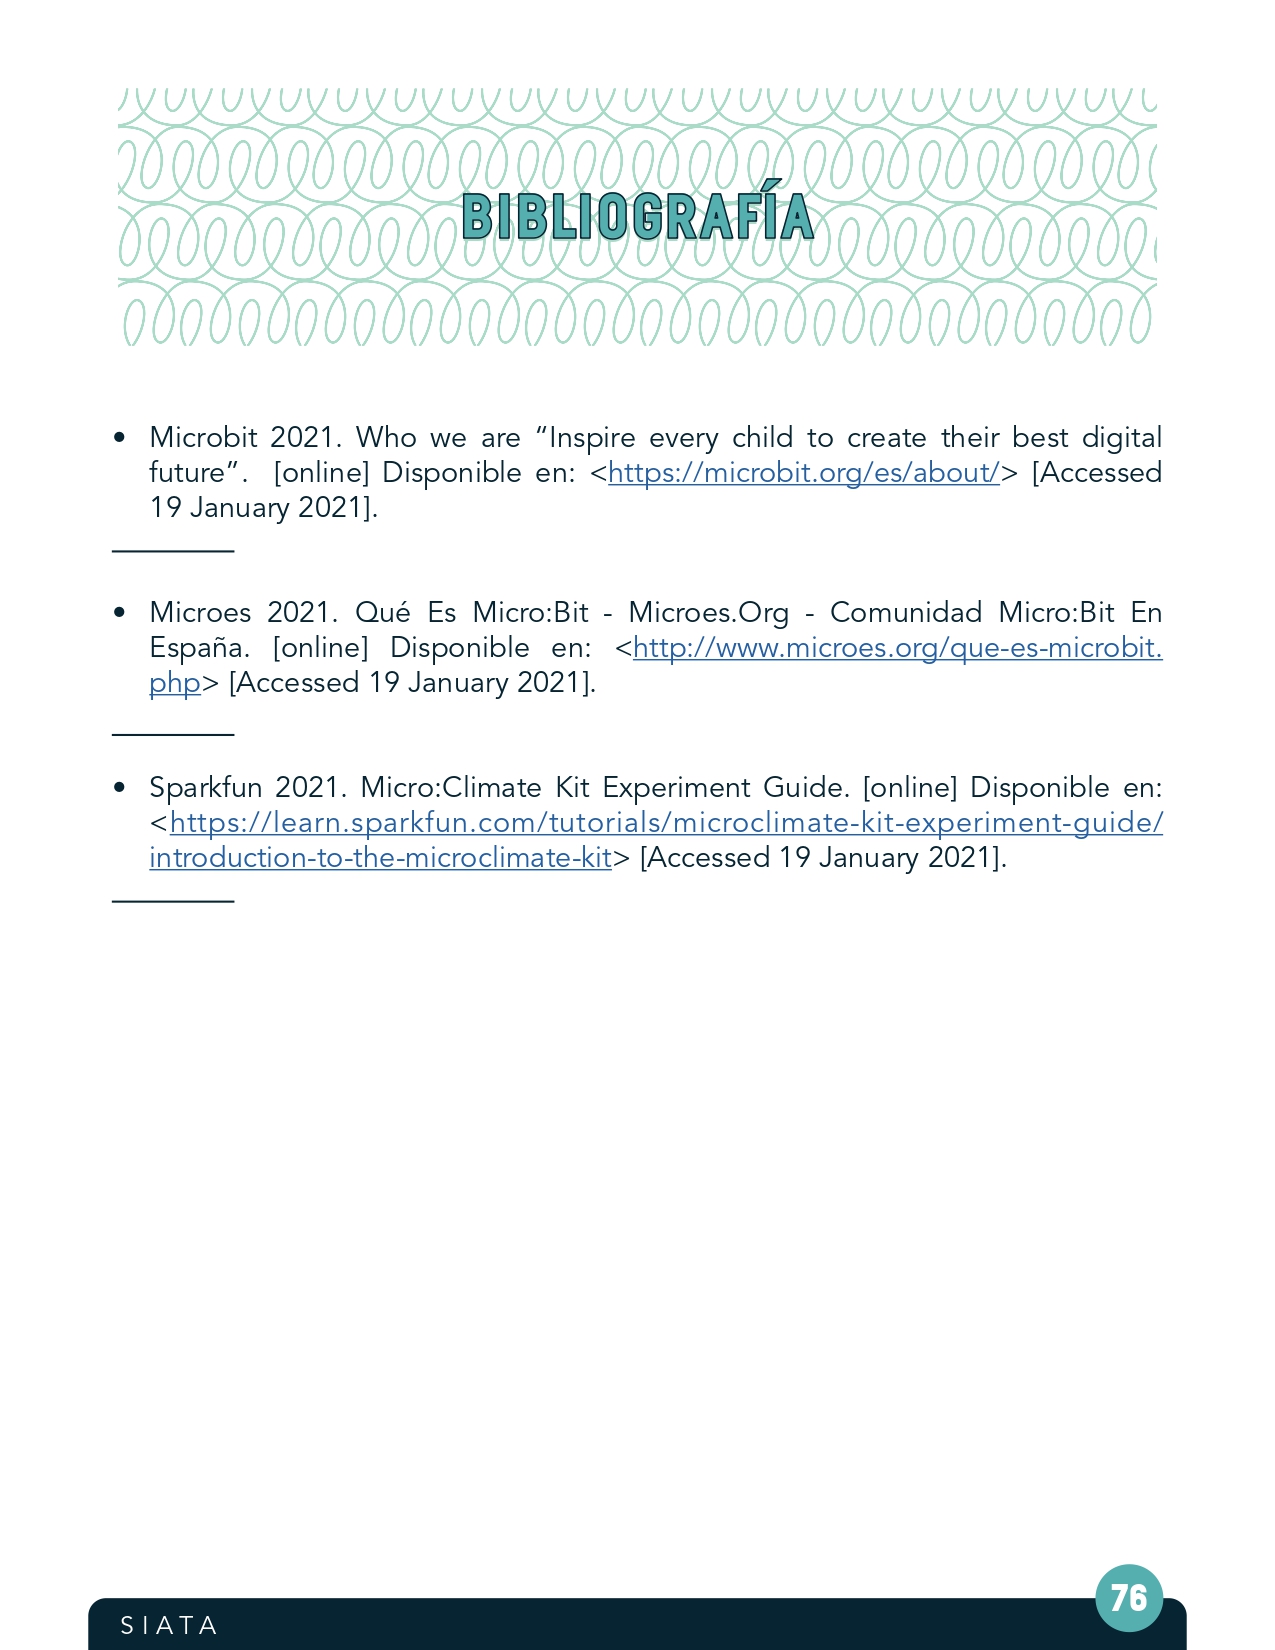 BIBLIOGRAFÍA
• Microbit 2021. Who we are “Inspire every child to create their best digital
future”. [online] Disponible en: <https://microbit.org/es/about/> [Accessed
19 January 2021].
• Microes 2021. Qué Es Micro:Bit - Microes.Org - Comunidad Micro:Bit En
España. [online] Disponible en: <http://www.microes.org/que-es-microbit.
php> [Accessed 19 January 2021].
• Sparkfun 2021. Micro:Climate Kit Experiment Guide. [online] Disponible en:
<https://learn.sparkfun.com/tutorials/microclimate-kit-experiment-guide/
introduction-to-the-microclimate-kit> [Accessed 19 January 2021].
76
SIATA